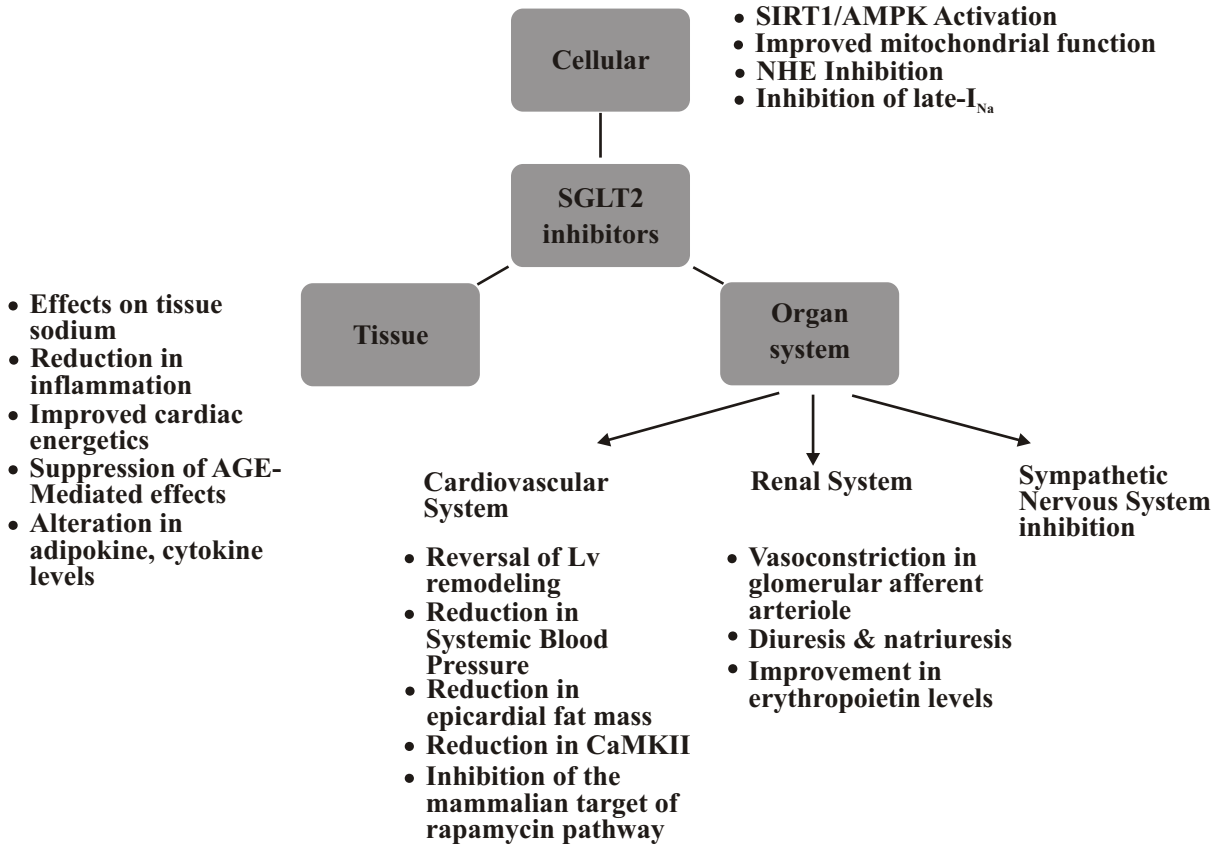 Cellular
• SIRT1/AMPK Activation
• Improved mitochondrial function
• NHE Inhibition
• Inhibition of late-I_Na
SGLT2
inhibitors
Tissue
• Effects on tissue
sodium
• Reduction in
inflammation
• Improved cardiac
energetics
• Suppression of AGE-
Mediated effects
• Alteration in
adipokine, cytokine
levels
Organ
system
Cardiovascular
System
• Reversal of Lv
remodeling
• Reduction in
Systemic Blood
Pressure
• Reduction in
epicardial fat mass
• Reduction in CaMKII
• Inhibition of the
mammalian target of
rapamycin pathway
Renal System
• Vasoconstriction in
glomerular afferent
arteriole
• Diuresis & natriuresis
• Improvement in
erythropoietin levels
Sympathetic
Nervous System
inhibition